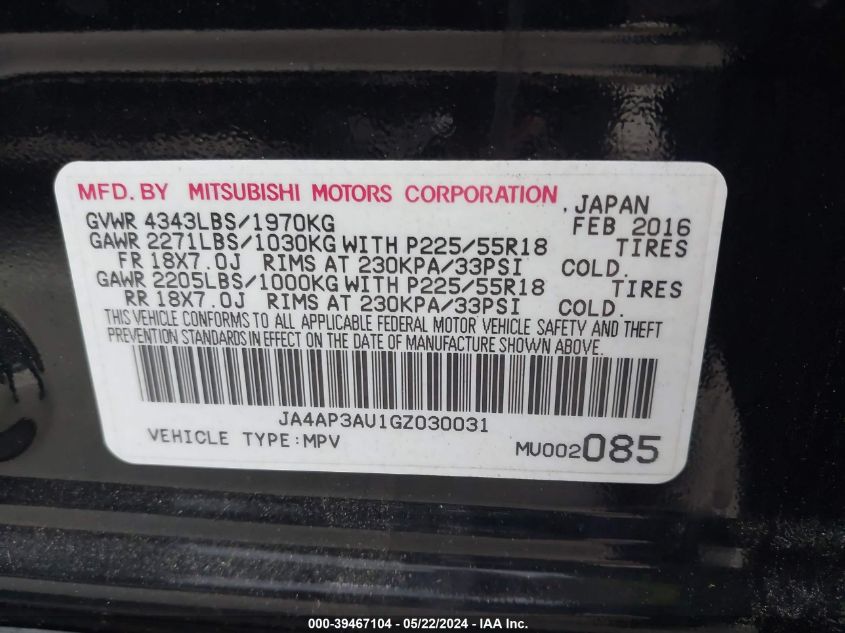 MFD. BY MITSUBISHI MOTORS CORPORATION , JAPAN
GVWR 4343LBS/1970KG FEB 2016
GAWR 2271LBS/1030KG WITH P225/55R18 TIRES
FR 18X7.0J RIMS AT 230KPA/33PSI COLD.
GAWR 2205LBS/1000KG WITH P225/55R18 TIRES
RR 18X7.0J RIMS AT 230KPA/33PSI COLD.
THIS VEHICLE CONFORMS TO ALL APPLICABLE FEDERAL MOTOR VEHICLE SAFETY AND THEFT
PREVENTION STANDARDS IN EFFECT ON THE DATE OF MANUFACTURE SHOWN ABOVE.
JA4AP3AU1GZ030031
VEHICLE TYPE:MPV MU002085
000-39467104 - 05/22/2024 - IAA Inc.